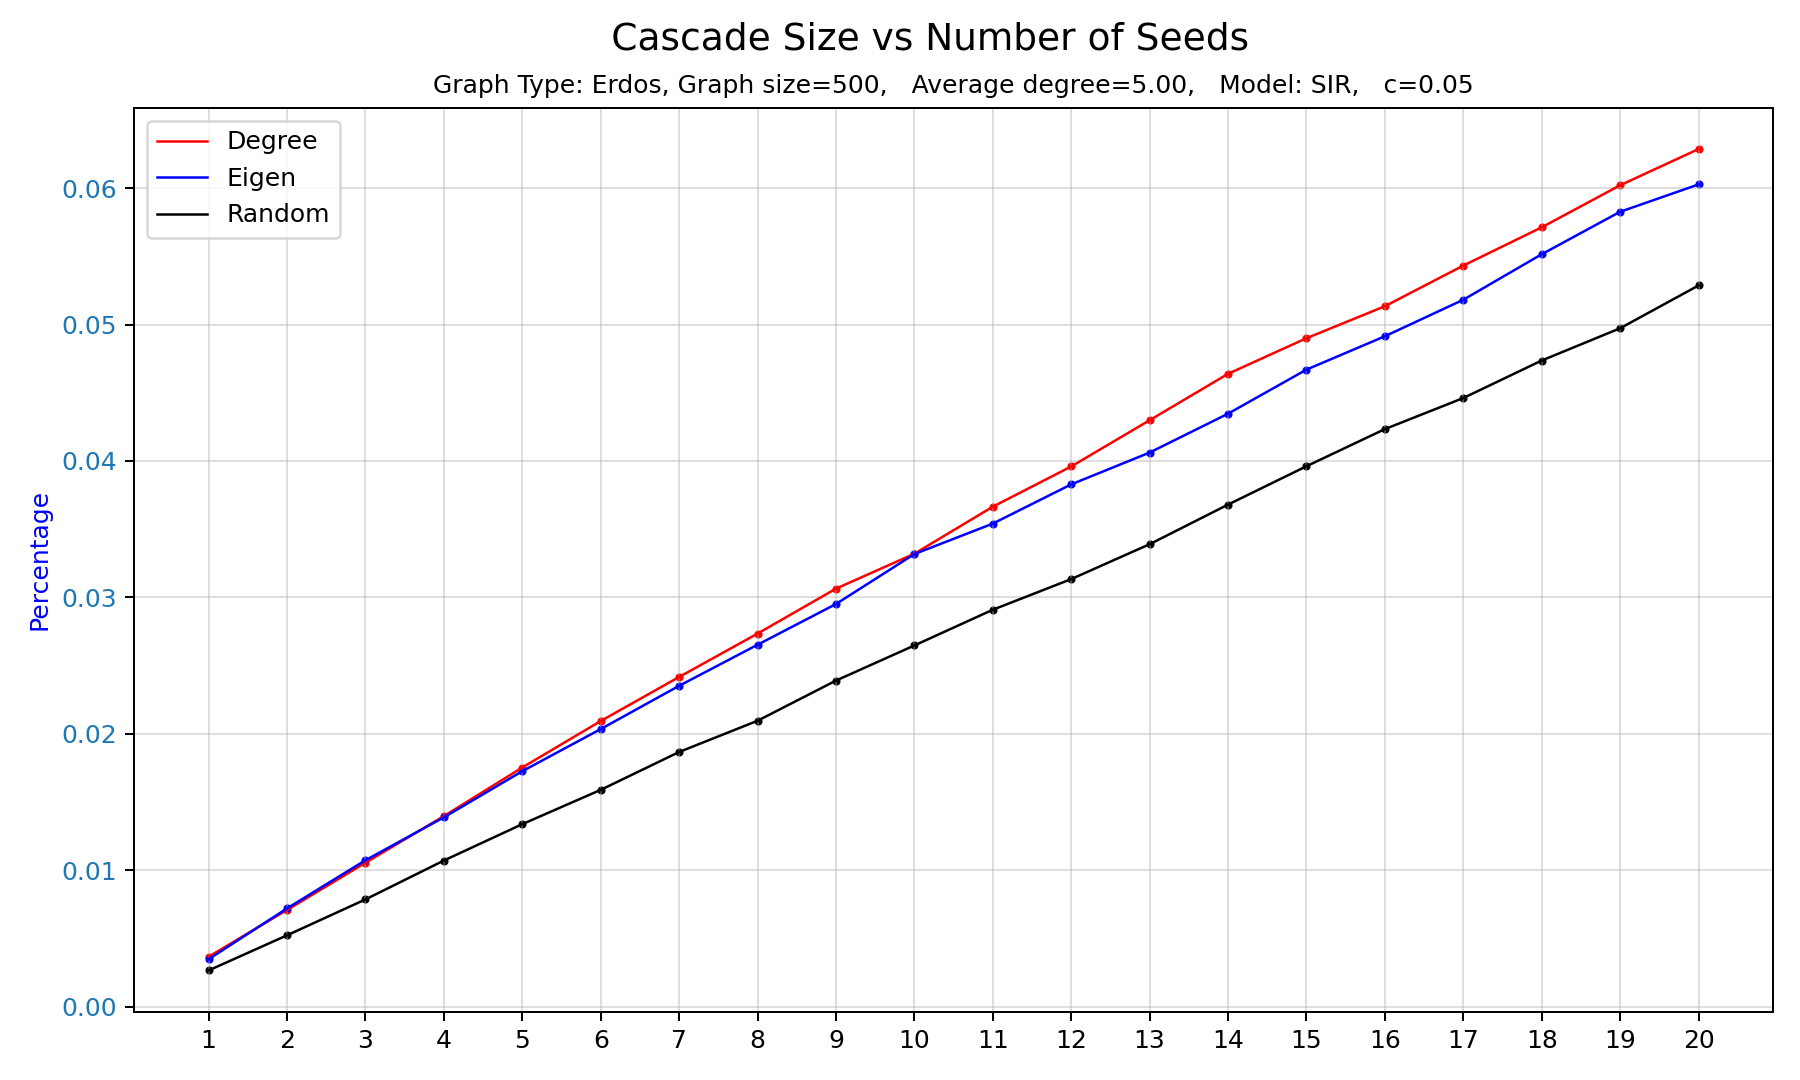 Cascade Size vs Number of Seeds
Graph Type: Erdos, Graph size=500,   Average degree=5.00,   Model: SIR,   c=0.05
Degree
Eigen
Random
0.06
0.05
0.04
0.03
0.02
0.01
0.00
Percentage
1 2 3 4 5 6 7 8 9 10 11 12 13 14 15 16 17 18 19 20